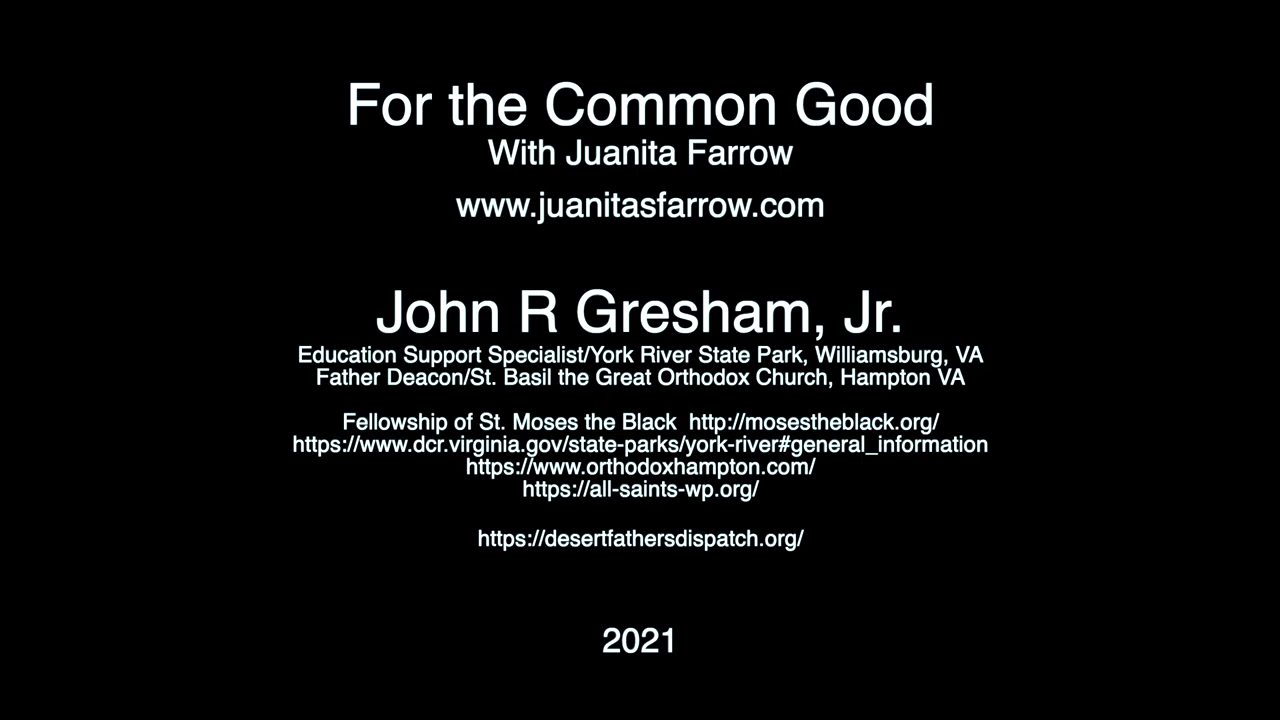 For the Common Good
With Juanita Farrow
www.juanitasfarrow.com
John R Gresham, Jr.
Education Support Specialist/York River State Park, Williamsburg, VA
Father Deacon/St. Basil the Great Orthodox Church, Hampton VA
Fellowship of St. Moses the Black  http://mosestheblack.org/
https://www.dcr.virginia.gov/state-parks/york-river#general_information
https://www.orthodoxhampton.com/
https://all-saints-wp.org/
https://desertfathersdispatch.org/
2021